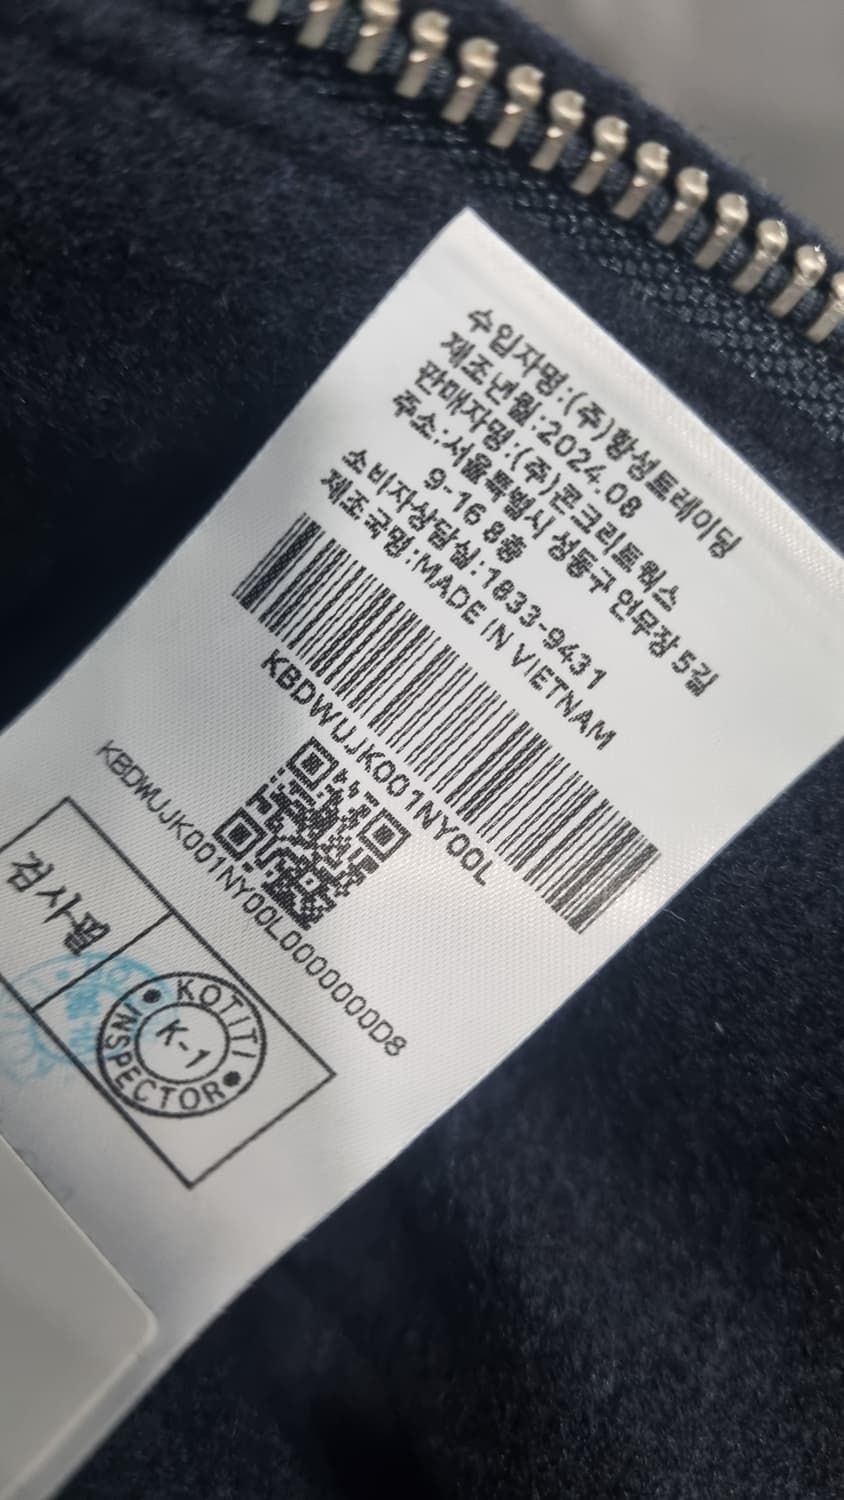 수입자명:(주)항성트레이딩
제조년월:2024.08
판매자명:(주)콘크리트웍스
주소:서울특별시 성동구 연무장 5길
9-16 8층
소비자상담실:1833-9431
제조국명:MADE IN VIETNAM
KBDWUJK001NY00L
KBDWUJK001NY00L0000000D8
검사필
KOTITI
K-1
INSPECTOR